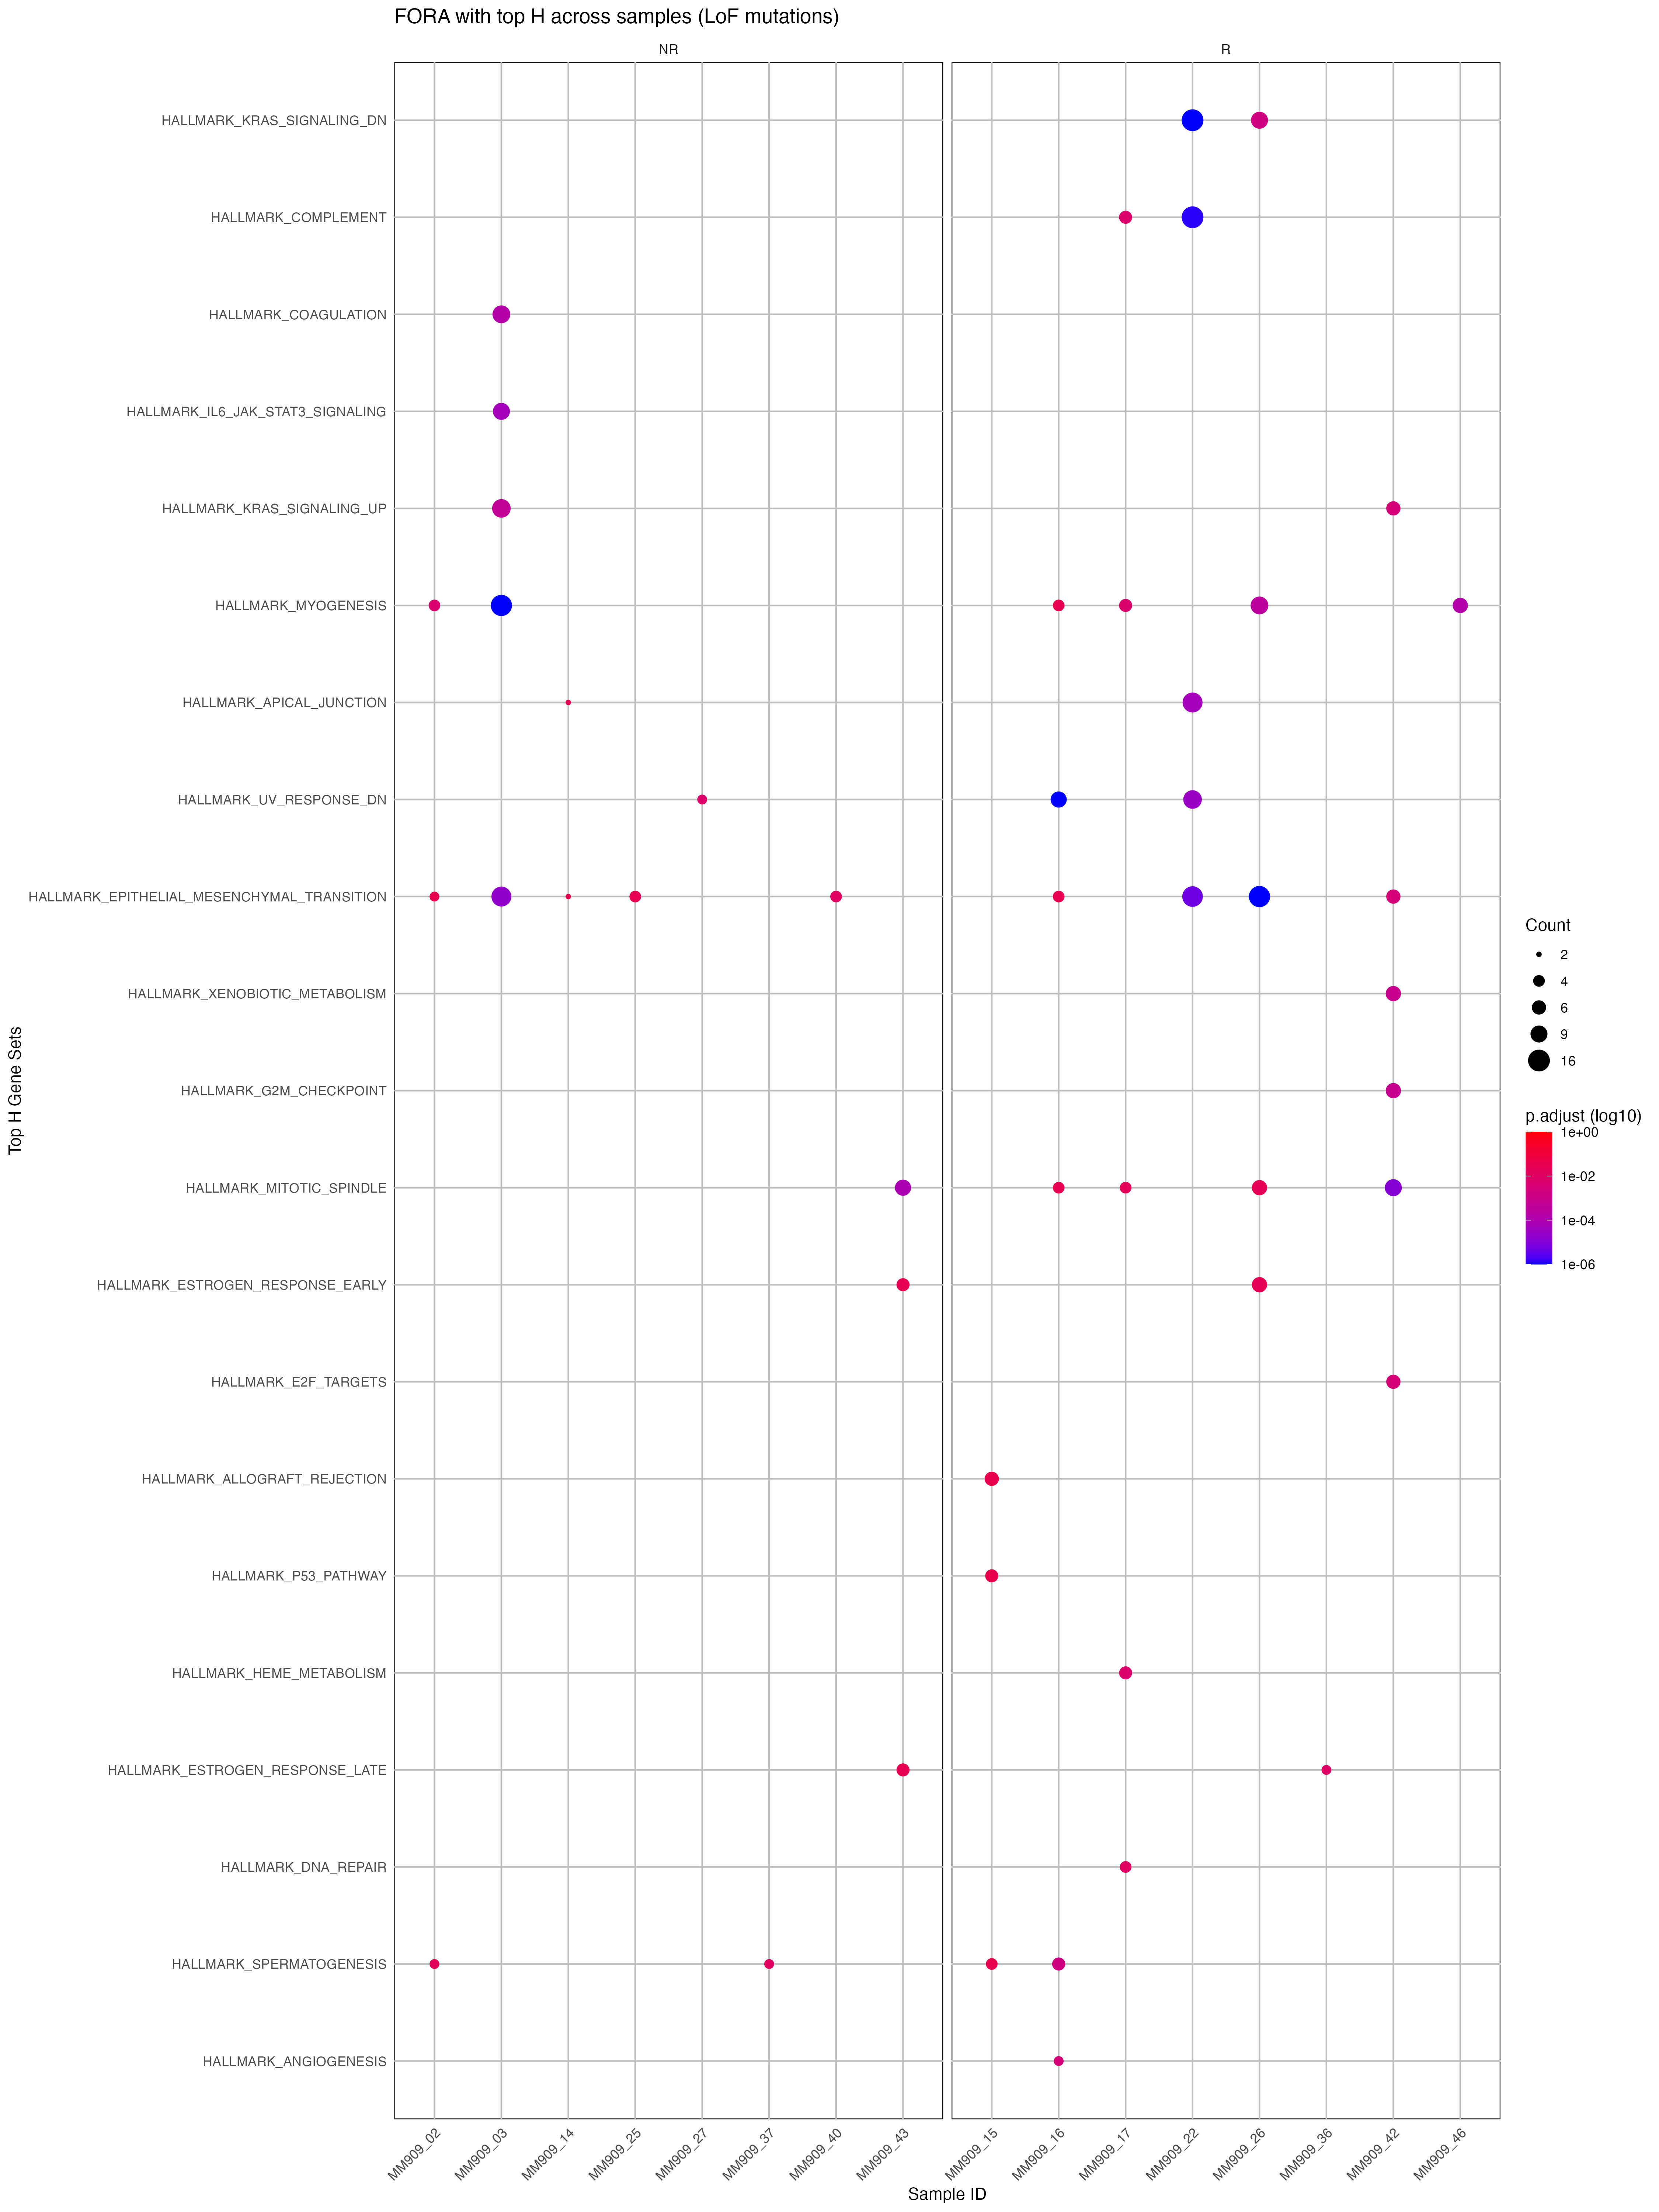 FORA with top H across samples (LoF mutations)
NR
R
HALLMARK_KRAS_SIGNALING_DN
HALLMARK_COMPLEMENT
HALLMARK_COAGULATION
HALLMARK_IL6_JAK_STAT3_SIGNALING
HALLMARK_KRAS_SIGNALING_UP
HALLMARK_MYOGENESIS
HALLMARK_APICAL_JUNCTION
HALLMARK_UV_RESPONSE_DN
HALLMARK_EPITHELIAL_MESENCHYMAL_TRANSITION
HALLMARK_XENOBIOTIC_METABOLISM
HALLMARK_G2M_CHECKPOINT
HALLMARK_MITOTIC_SPINDLE
HALLMARK_ESTROGEN_RESPONSE_EARLY
HALLMARK_E2F_TARGETS
HALLMARK_ALLOGRAFT_REJECTION
HALLMARK_P53_PATHWAY
HALLMARK_HEME_METABOLISM
HALLMARK_ESTROGEN_RESPONSE_LATE
HALLMARK_DNA_REPAIR
HALLMARK_SPERMATOGENESIS
HALLMARK_ANGIOGENESIS
Top H Gene Sets
MM909_02
MM909_03
MM909_14
MM909_25
MM909_27
MM909_37
MM909_40
MM909_43
MM909_15
MM909_16
MM909_17
MM909_22
MM909_26
MM909_36
MM909_42
MM909_46
Sample ID
Count
2
4
6
9
16
p.adjust (log10)
1e+00
1e-02
1e-04
1e-06